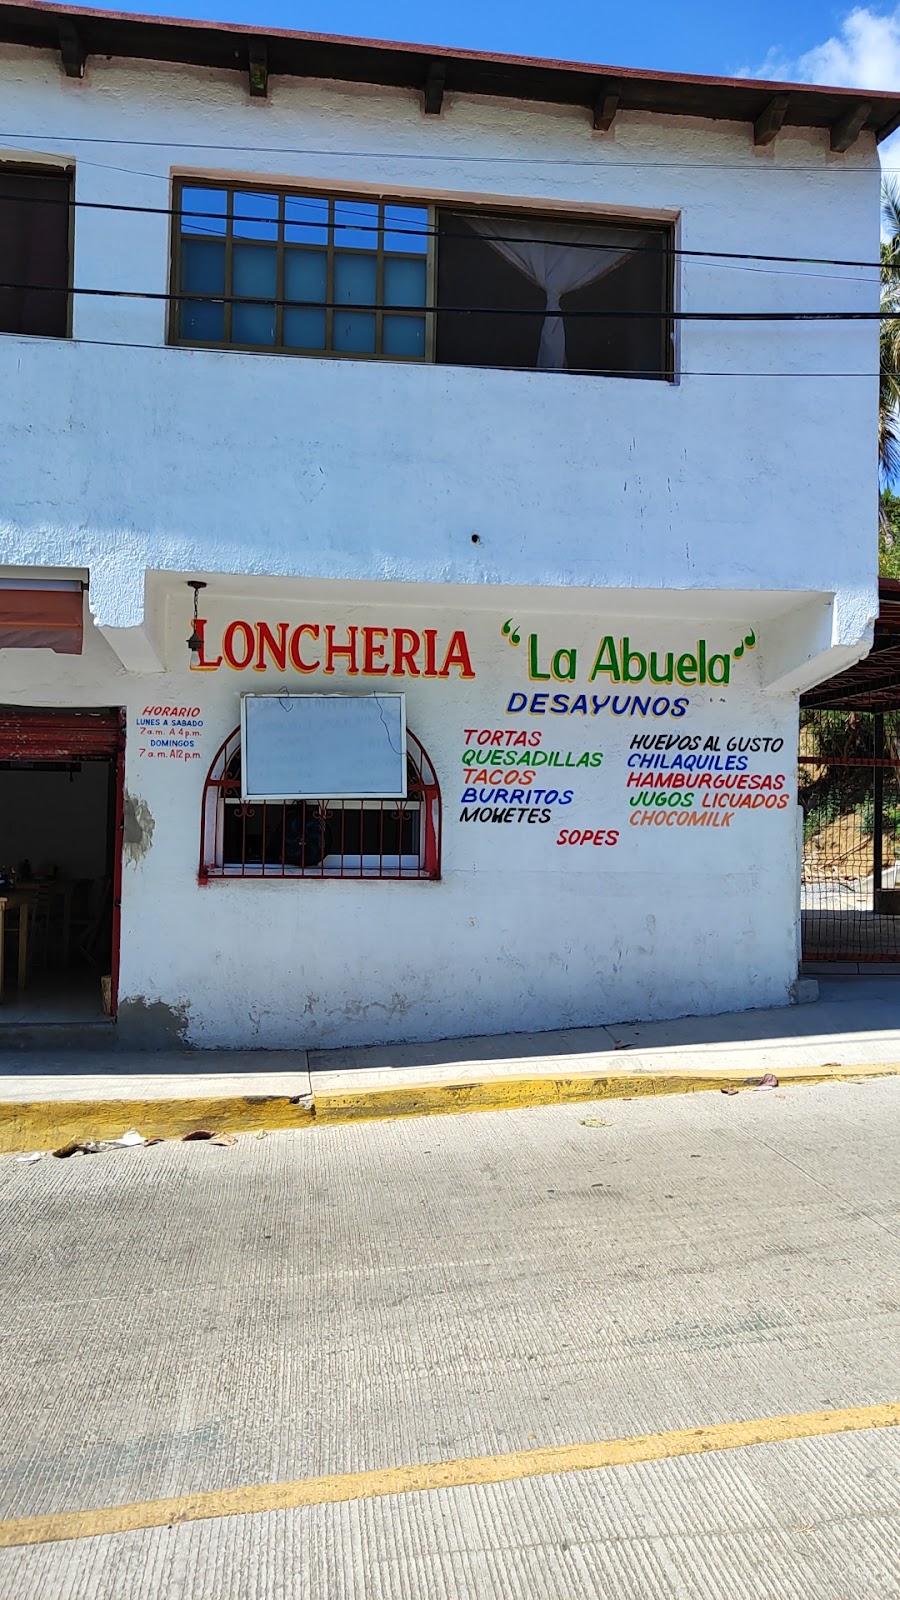 LONCHERIA "La Abuela"
DESAYUNOS
HORARIO
LUNES A SABADO
7 a.m. A 4 p.m.
DOMINGOS
7 a.m. A 12 p.m.
TORTAS
QUESADILLAS
TACOS
BURRITOS
MOLLETES
HUEVOS AL GUSTO
CHILAQUILES
HAMBURGUESAS
JUGOS LICUADOS
CHOCOMILK
SOPES